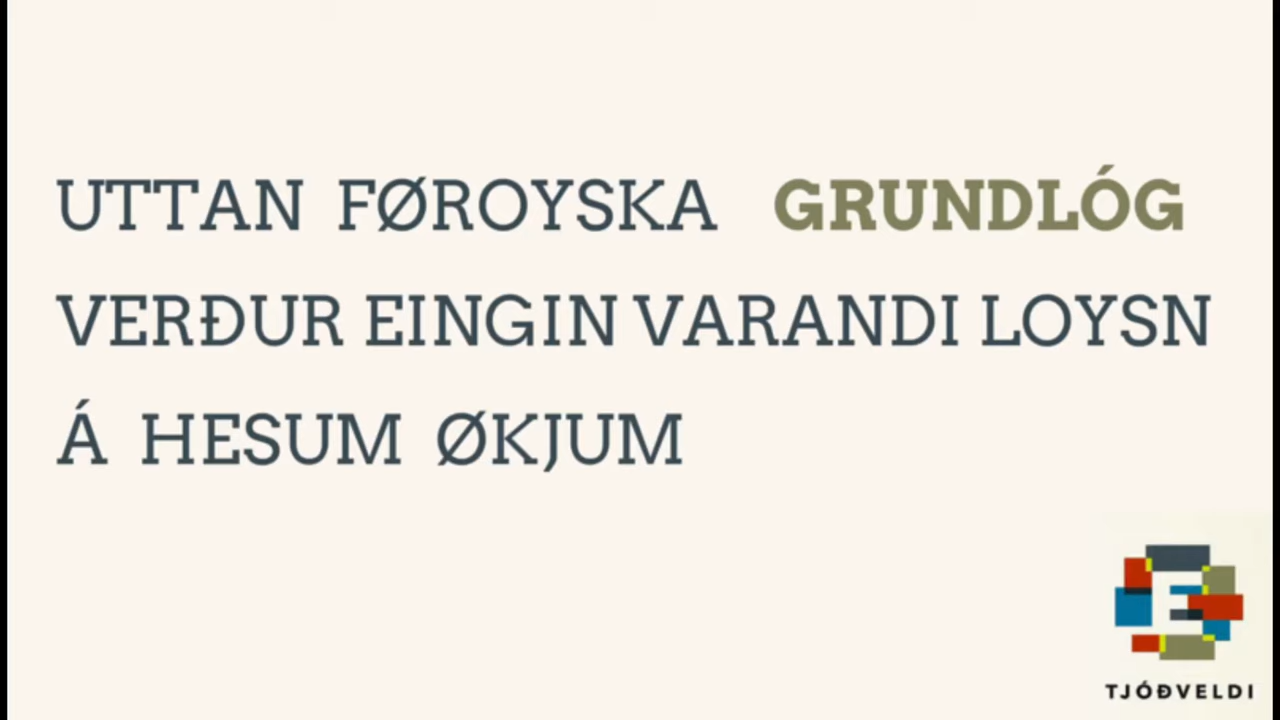 UTTAN FØROYSKA GRUNDLÓG
VERÐUR EINGIN VARANDI LOYSN
Á HESUM ØKJUM
E
TJÓÐVELDI